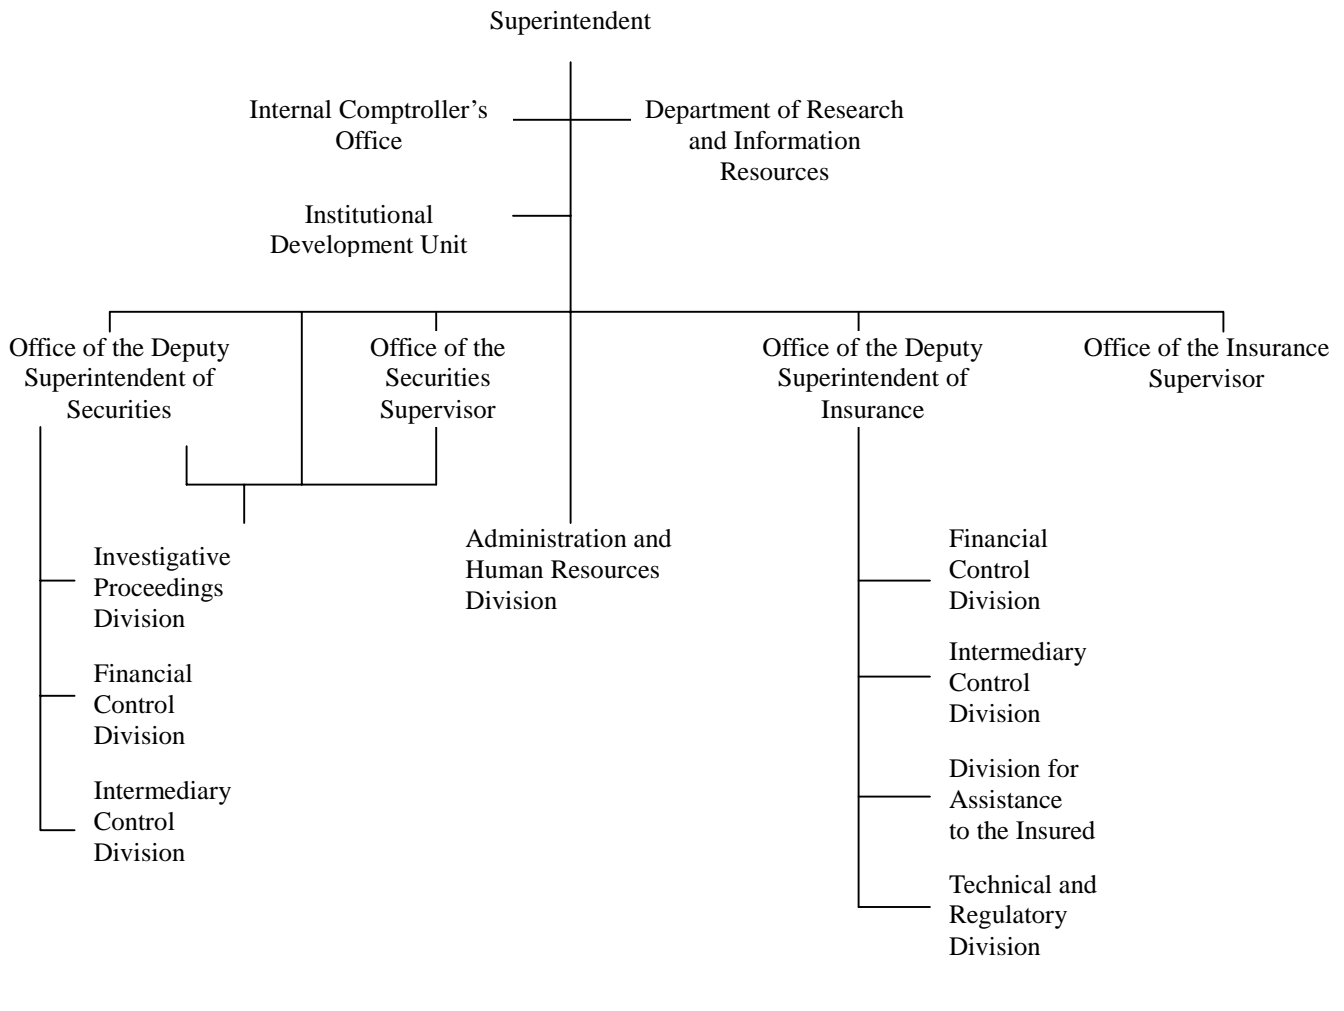 Superintendent
Internal Comptroller’s
Office
Department of Research
and Information
Resources
Institutional
Development Unit
Office of the Deputy
Superintendent of
Securities
Office of the
Securities
Supervisor
Office of the Deputy
Superintendent of
Insurance
Office of the Insurance
Supervisor
Investigative
Proceedings
Division
Financial
Control
Division
Intermediary
Control
Division
Administration and
Human Resources
Division
Financial
Control
Division
Intermediary
Control
Division
Division for
Assistance
to the Insured
Technical and
Regulatory
Division